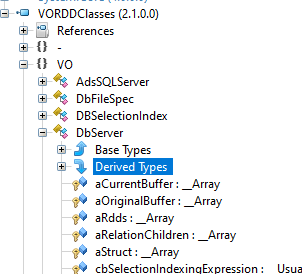 VORDDClasses (2.1.0.0)
References
-
{} VO
AdsSQLServer
DbFileSpec
DBSelectionIndex
DbServer
Base Types
Derived Types
aCurrentBuffer : __Array
aOriginalBuffer : __Array
aRdds : __Array
aRelationChildren : __Array
aStruct : __Array
cbSelectionIndexingExpression : Usua